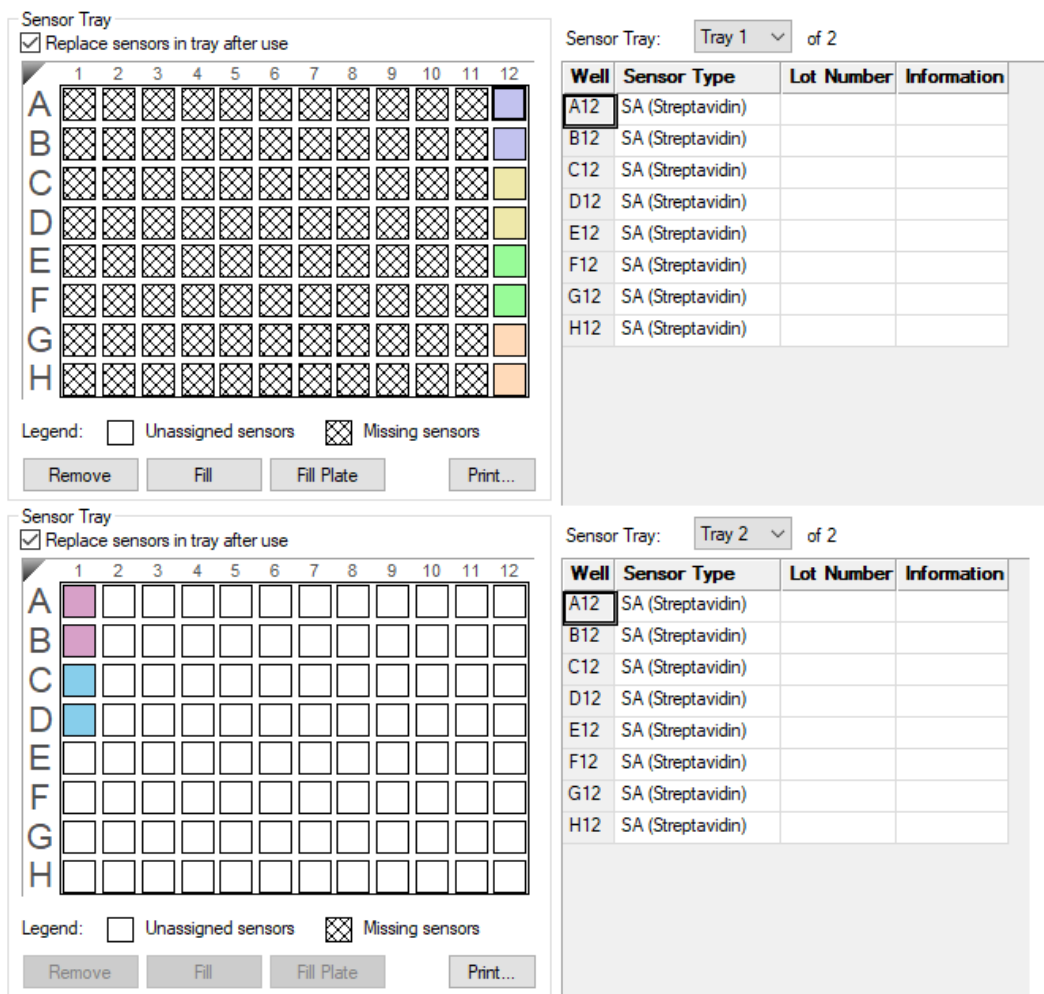 Sensor Tray
Replace sensors in tray after use
1 2 3 4 5 6 7 8 9 10 11 12
A
B
C
D
E
F
G
H
Legend: Unassigned sensors Missing sensors
Remove Fill Fill Plate Print...
Sensor Tray: Tray 1 of 2
Well Sensor Type Lot Number Information
A12 SA (Streptavidin)
B12 SA (Streptavidin)
C12 SA (Streptavidin)
D12 SA (Streptavidin)
E12 SA (Streptavidin)
F12 SA (Streptavidin)
G12 SA (Streptavidin)
H12 SA (Streptavidin)
Sensor Tray
Replace sensors in tray after use
1 2 3 4 5 6 7 8 9 10 11 12
A
B
C
D
E
F
G
H
Legend: Unassigned sensors Missing sensors
Remove Fill Fill Plate Print...
Sensor Tray: Tray 2 of 2
Well Sensor Type Lot Number Information
A12 SA (Streptavidin)
B12 SA (Streptavidin)
C12 SA (Streptavidin)
D12 SA (Streptavidin)
E12 SA (Streptavidin)
F12 SA (Streptavidin)
G12 SA (Streptavidin)
H12 SA (Streptavidin)